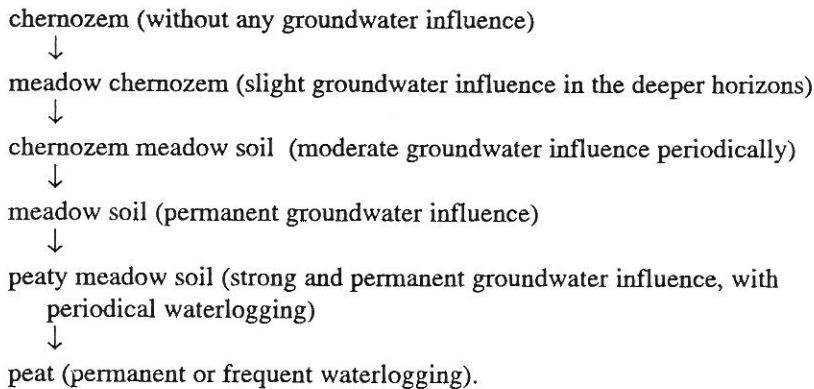 chernozem (without any groundwater influence)
↓
meadow chernozem (slight groundwater influence in the deeper horizons)
↓
chernozem meadow soil (moderate groundwater influence periodically)
↓
meadow soil (permanent groundwater influence)
↓
peaty meadow soil (strong and permanent groundwater influence, with
periodical waterlogging)
↓
peat (permanent or frequent waterlogging).